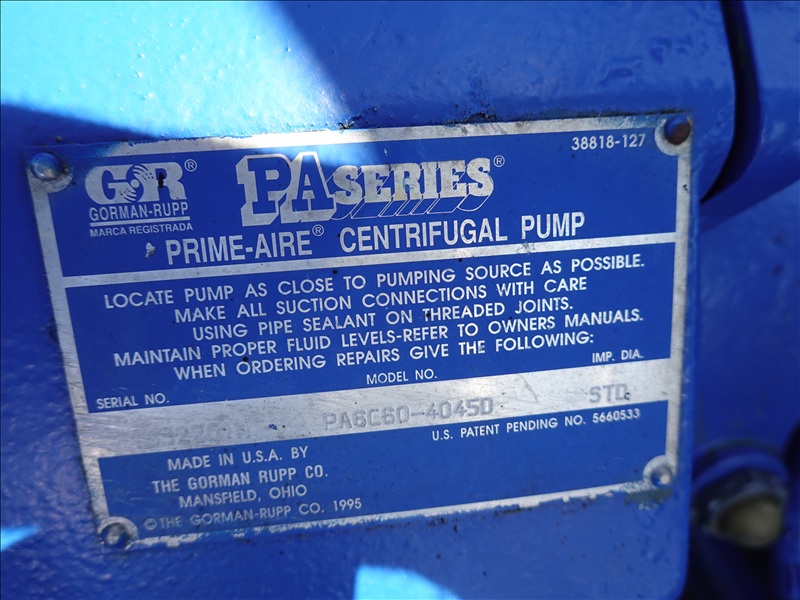 38818-127
GR®
GORMAN-RUPP
MARCA REGISTRADA
PA SERIES®
PRIME-AIRE® CENTRIFUGAL PUMP
LOCATE PUMP AS CLOSE TO PUMPING SOURCE AS POSSIBLE.
MAKE ALL SUCTION CONNECTIONS WITH CARE
USING PIPE SEALANT ON THREADED JOINTS.
MAINTAIN PROPER FLUID LEVELS-REFER TO OWNERS MANUALS.
WHEN ORDERING REPAIRS GIVE THE FOLLOWING:
SERIAL NO. MODEL NO. IMP. DIA.
PA6C60-4045D STD.
U.S. PATENT PENDING NO. 5660533
MADE IN U.S.A. BY
THE GORMAN RUPP CO.
MANSFIELD, OHIO
©THE GORMAN-RUPP CO. 1995